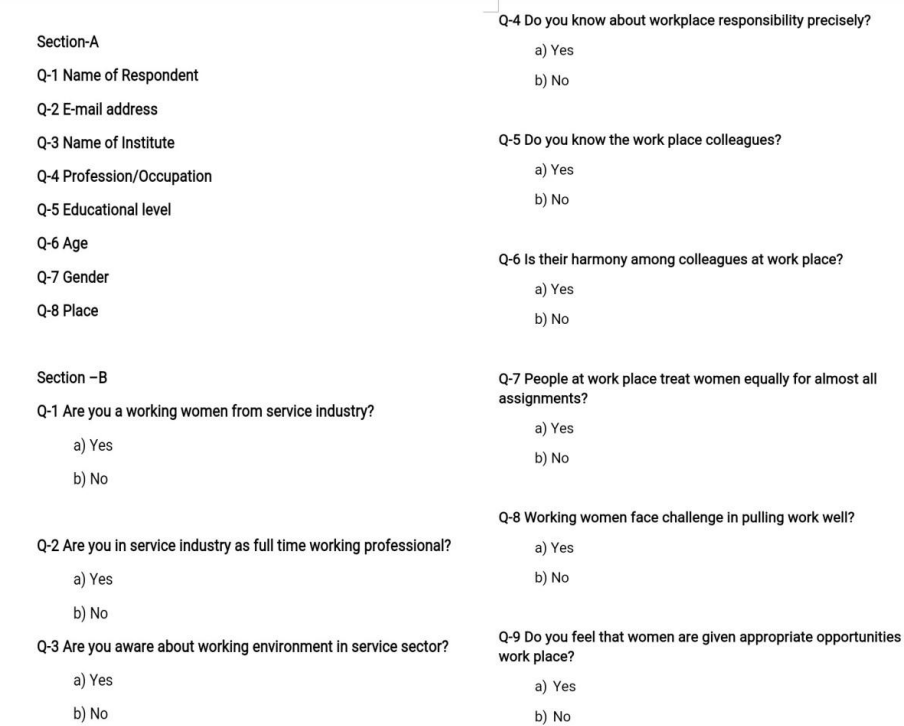 Section-A
Q-1 Name of Respondent
Q-2 E-mail address
Q-3 Name of Institute
Q-4 Profession/Occupation
Q-5 Educational level
Q-6 Age
Q-7 Gender
Q-8 Place
Section –B
Q-1 Are you a working women from service industry?
a) Yes
b) No
Q-2 Are you in service industry as full time working professional?
a) Yes
b) No
Q-3 Are you aware about working environment in service sector?
a) Yes
b) No
Q-4 Do you know about workplace responsibility precisely?
a) Yes
b) No
Q-5 Do you know the work place colleagues?
a) Yes
b) No
Q-6 Is their harmony among colleagues at work place?
a) Yes
b) No
Q-7 People at work place treat women equally for almost all
assignments?
a) Yes
b) No
Q-8 Working women face challenge in pulling work well?
a) Yes
b) No
Q-9 Do you feel that women are given appropriate opportunities
work place?
a) Yes
b) No